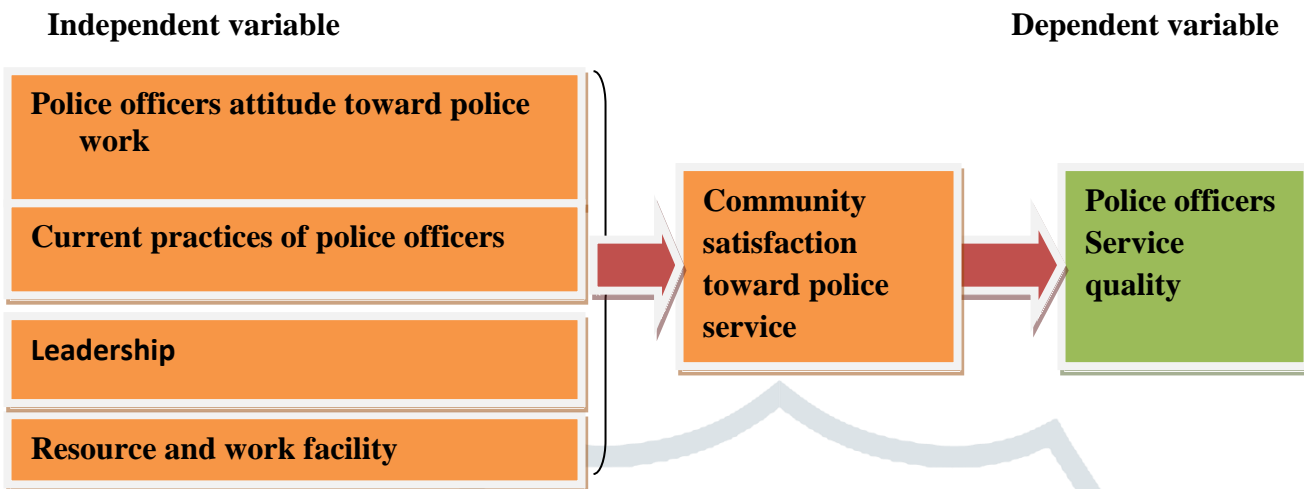 Independent variable
Dependent variable
Police officers attitude toward police
work
Current practices of police officers
Leadership
Resource and work facility
Community
satisfaction
toward police
service
Police officers
Service
quality